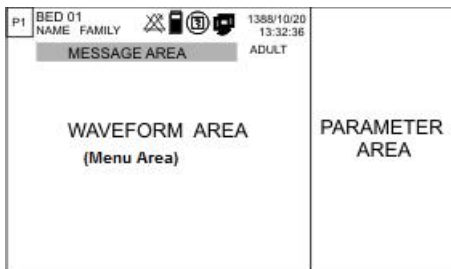 P1 BED 01 1388/10/20
NAME FAMILY 13:32:36
MESSAGE AREA ADULT
WAVEFORM AREA
(Menu Area)
PARAMETER
AREA